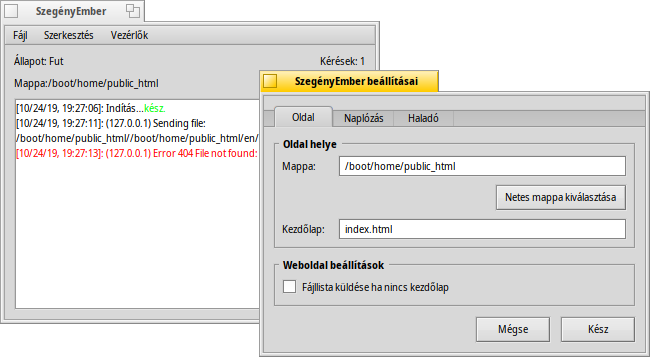 SzegényEmber
Fájl Szerkesztés Vezérlők
Állapot: Fut Kérések: 1
Mappa:/boot/home/public_html
[10/24/19, 19:27:06]: Indítás...kész.
[10/24/19, 19:27:11]: (127.0.0.1) Sending file:
/boot/home/public_html//boot/home/public_html/en/
[10/24/19, 19:27:13]: (127.0.0.1) Error 404 File not found:
SzegényEmber beállításai
Oldal Naplózás Haladó
Oldal helye
Mappa: /boot/home/public_html
Netes mappa kiválasztása
Kezdőlap: index.html
Weboldal beállítások
Fájllista küldése ha nincs kezdőlap
Mégse Kész